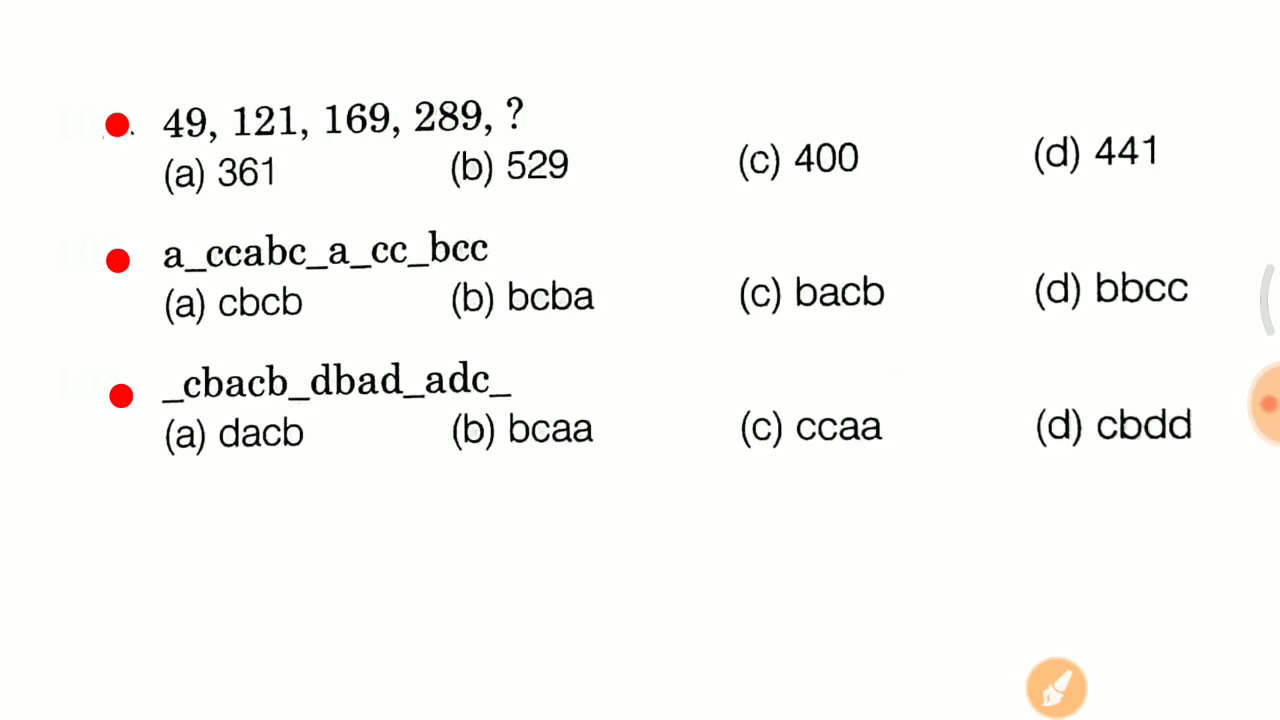 49, 121, 169, 289, ?
(a) 361 (b) 529 (c) 400 (d) 441
a_ccabc_a_cc_bcc
(a) cbcb (b) bcba (c) bacb (d) bbcc
_cbacb_dbad_adc_
(a) dacb (b) bcaa (c) ccaa (d) cbdd